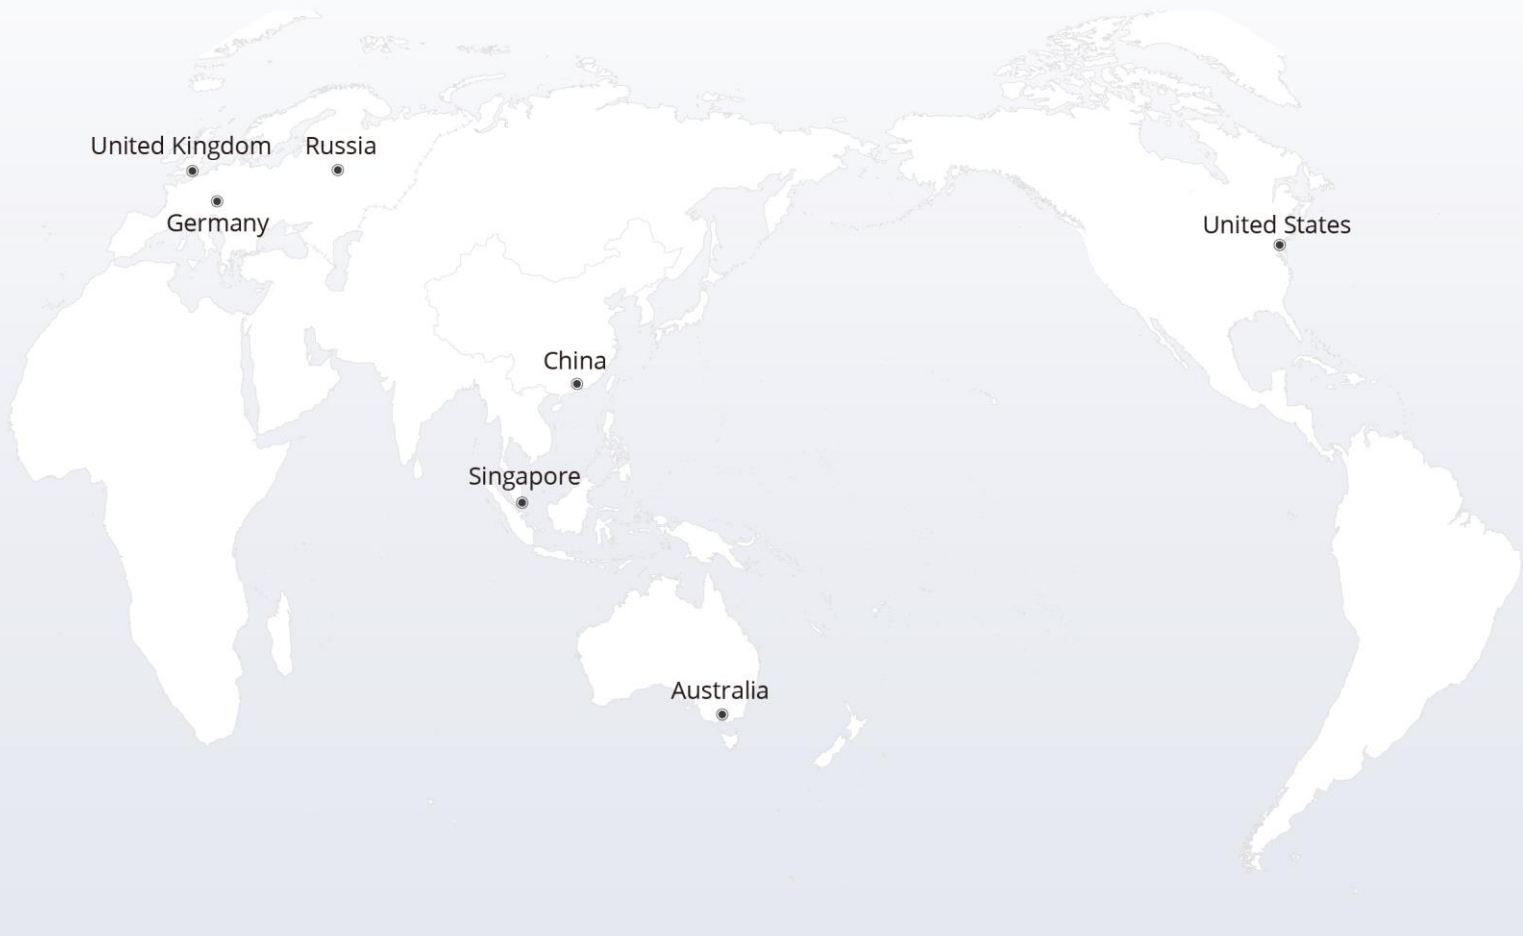 United Kingdom
Russia
Germany
United States
China
Singapore
Australia